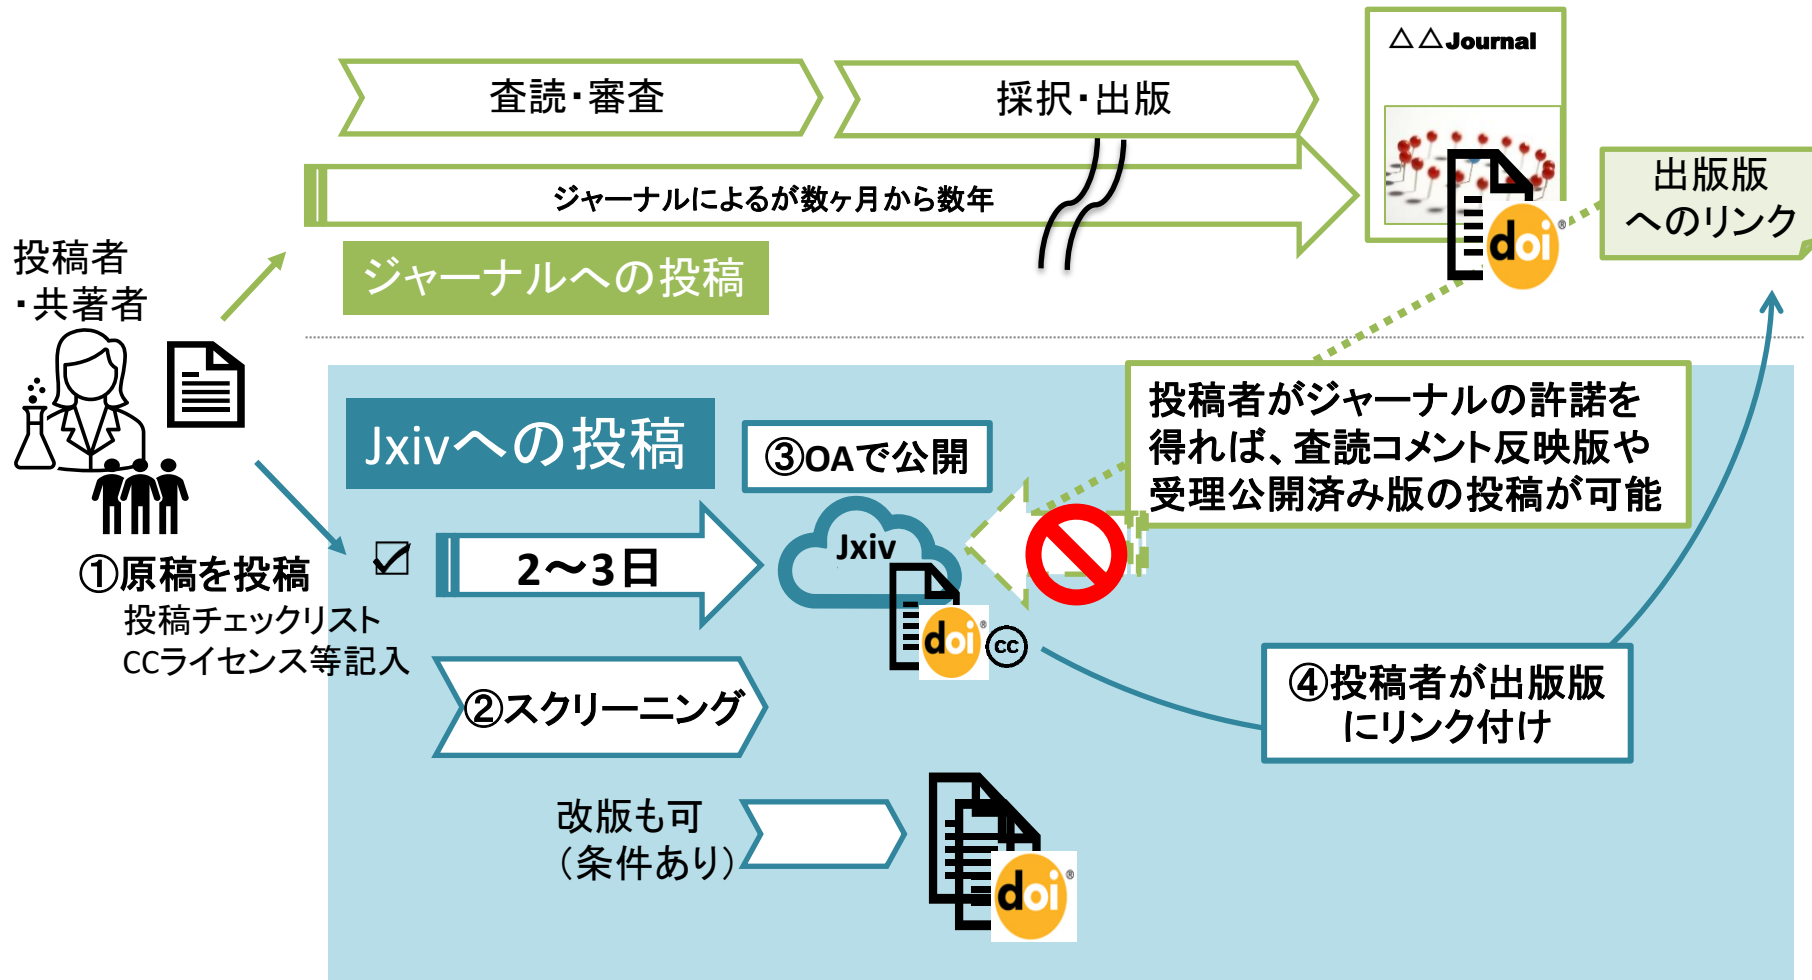 △△Journal
査読・審査
採択・出版
ジャーナルによるが数ヶ月から数年
doi®
出版版
へのリンク
ジャーナルへの投稿
投稿者
・共著者
Jxivへの投稿
③OAで公開
投稿者がジャーナルの許諾を
得れば、査読コメント反映版や
受理公開済み版の投稿が可能
①原稿を投稿
投稿チェックリスト
CCライセンス等記入
2～3日
Jxiv
doi®
cc
②スクリーニング
④投稿者が出版版
にリンク付け
改版も可
（条件あり）
doi®